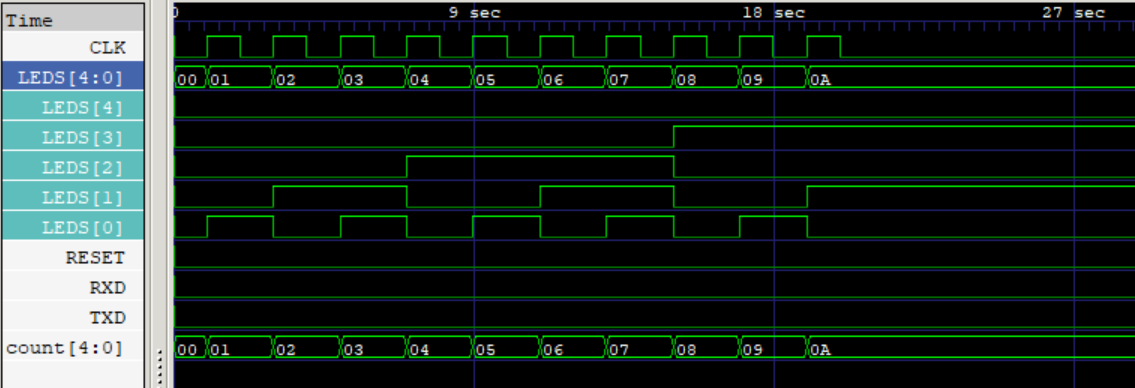 Time 0 9 sec 18 sec 27 sec
CLK
LEDS[4:0] 00 01 02 03 04 05 06 07 08 09 0A
LEDS[4]
LEDS[3]
LEDS[2]
LEDS[1]
LEDS[0]
RESET
RXD
TXD
count[4:0] 00 01 02 03 04 05 06 07 08 09 0A